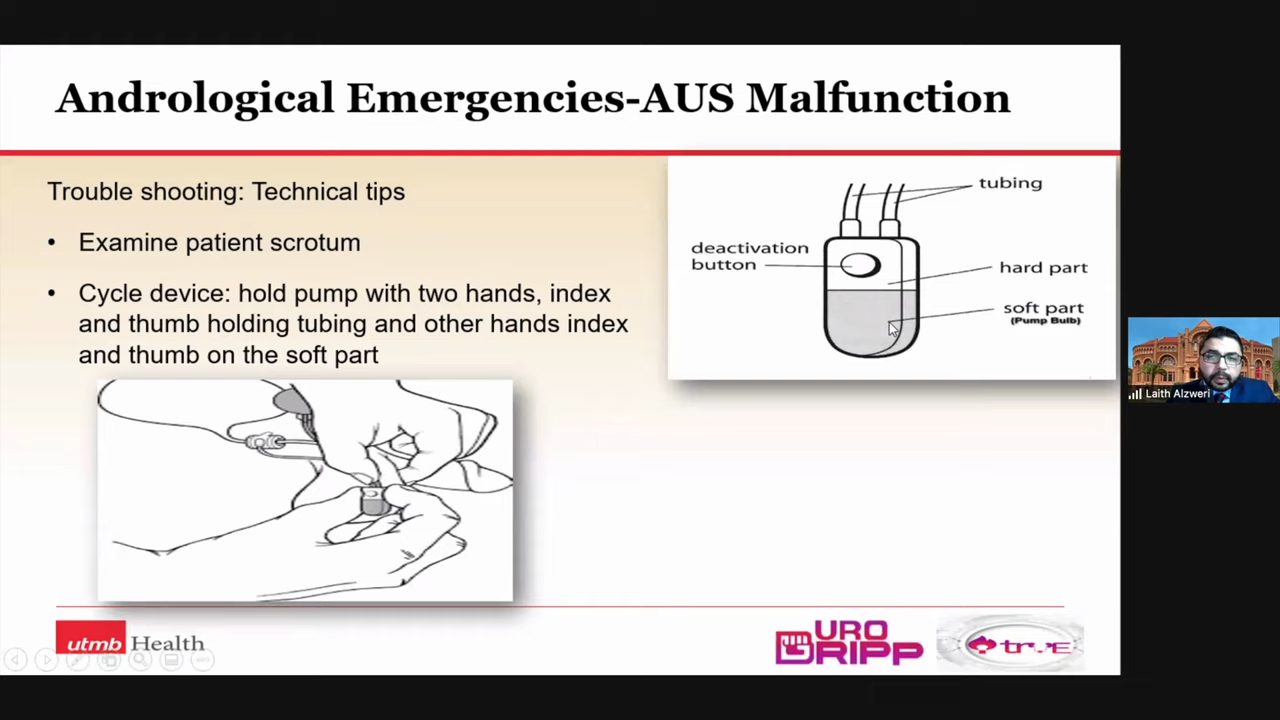 Andrological Emergencies-AUS Malfunction
Trouble shooting: Technical tips
• Examine patient scrotum
• Cycle device: hold pump with two hands, index
and thumb holding tubing and other hands index
and thumb on the soft part
tubing
deactivation
button
hard part
soft part
(Pump Bulb)
Laith Alzweri
utmb Health
URO
GRIPP
true